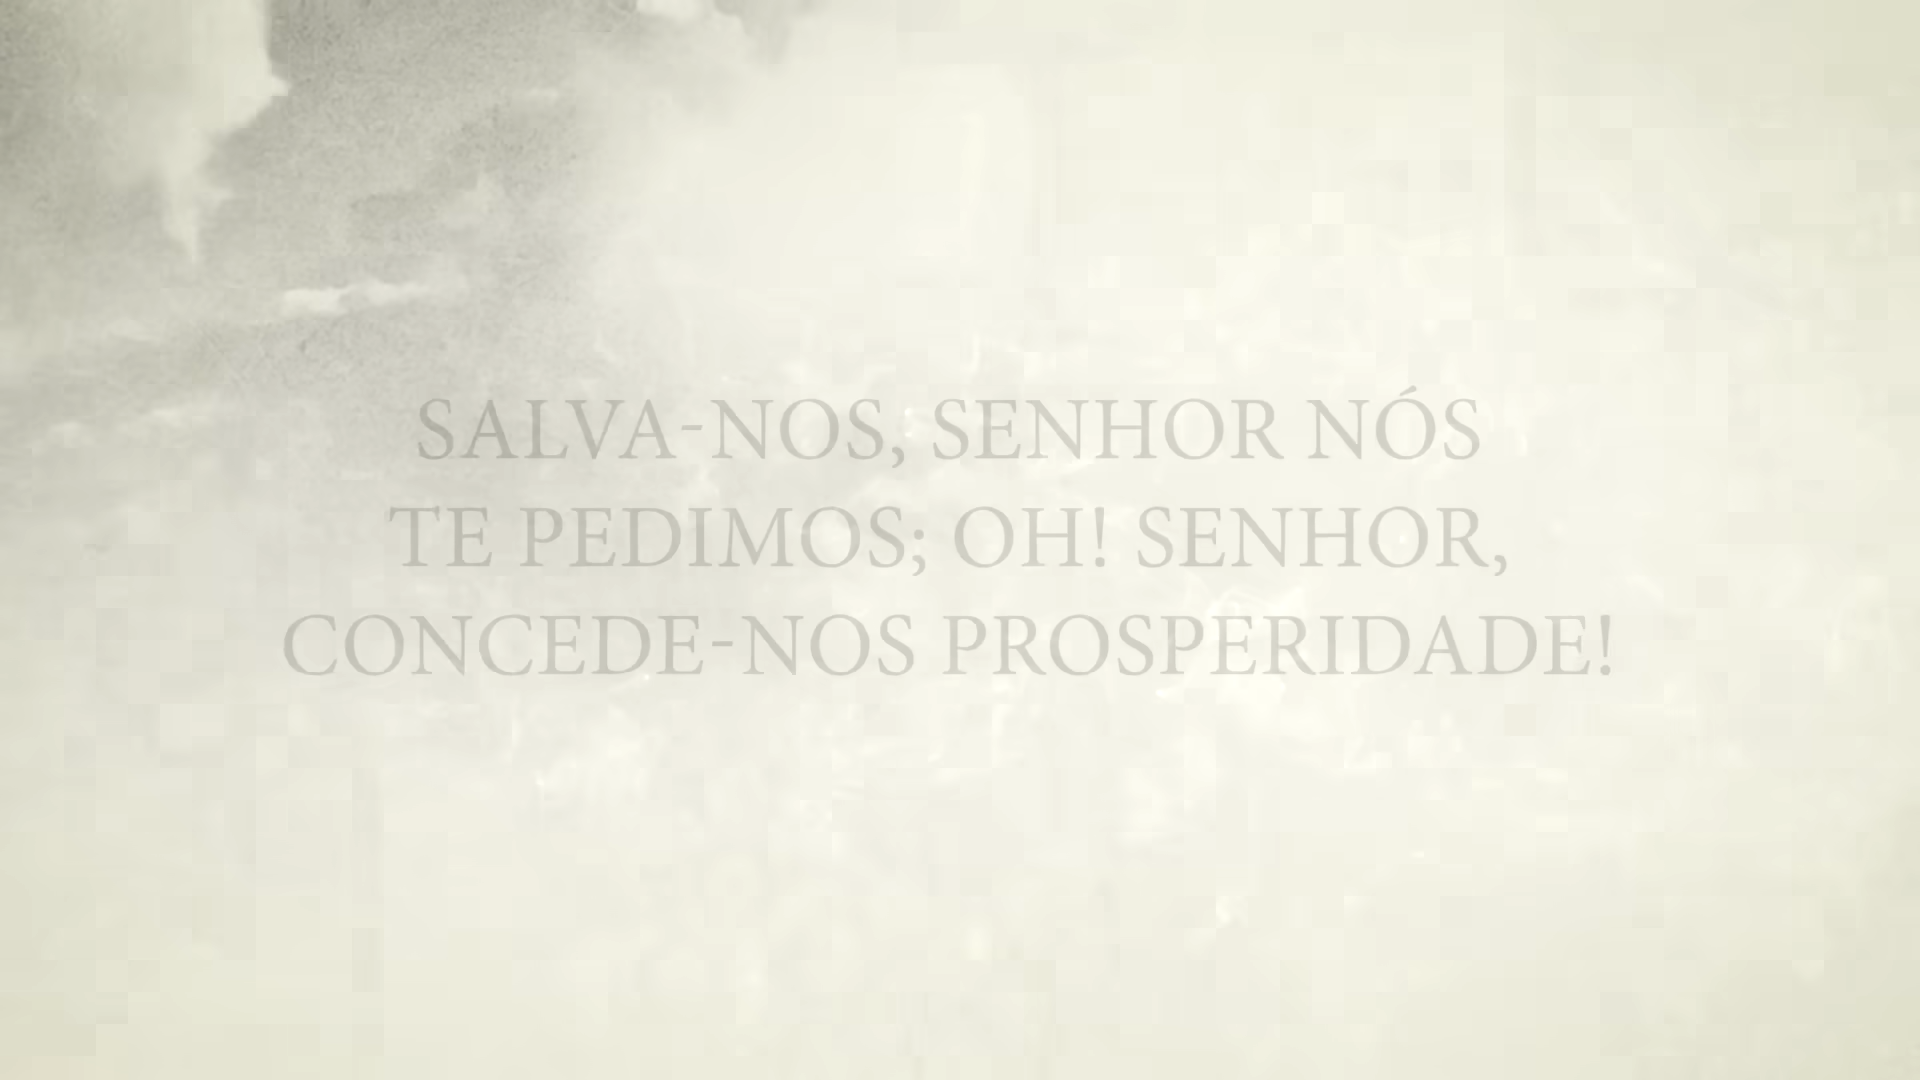 SALVA-NOS, SENHOR NÓS
TE PEDIMOS; OH! SENHOR,
CONCEDE-NOS PROSPERIDADE!